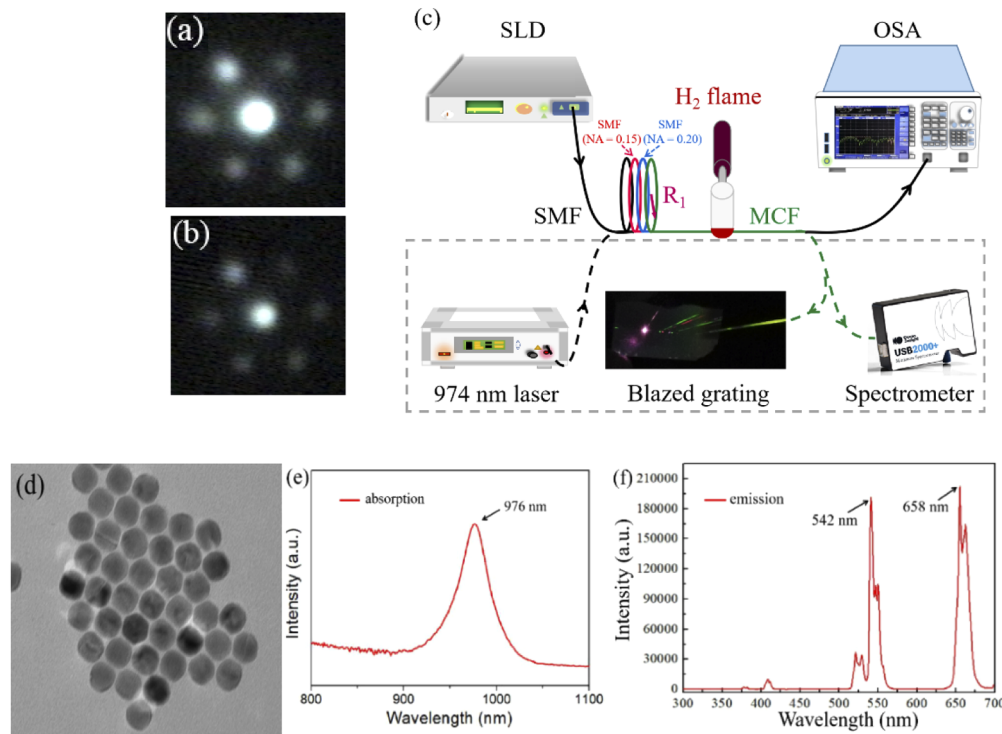 (a)
(b)
(c)
SLD
OSA
H2 flame
SMF
(NA – 0.15)
SMF
(NA – 0.20)
R1
SMF
MCF
USB2000+
974 nm laser
Blazed grating
Spectrometer
(d)
(e)
absorption
976 nm
Intensity (a.u.)
800
900
1000
1100
Wavelength (nm)
(f)
emission
542 nm
658 nm
Intensity (a.u.)
210000
180000
150000
120000
90000
60000
30000
0
300
350
400
450
500
550
600
650
700
Wavelength (nm)